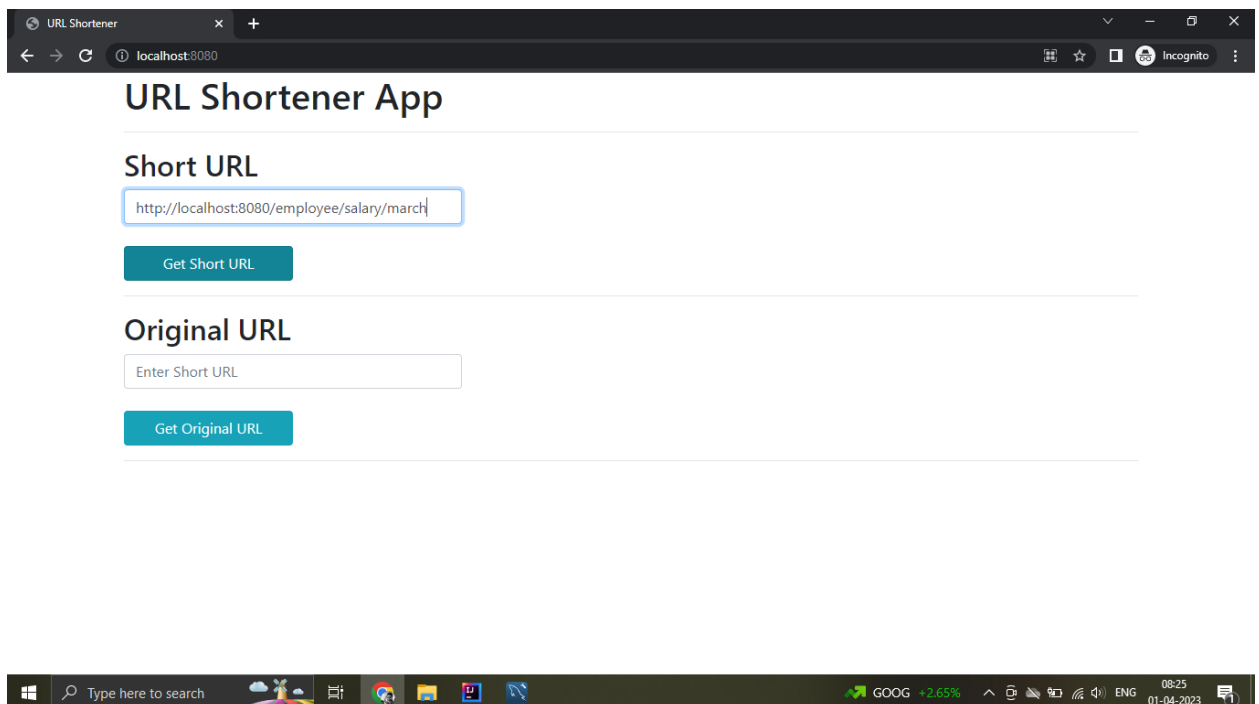 URL Shortener
localhost:8080
Incognito
URL Shortener App
Short URL
http://localhost:8080/employee/salary/march
Get Short URL
Original URL
Enter Short URL
Get Original URL
Type here to search
GOOG +2.65%
ENG
08:25
01-04-2023
1